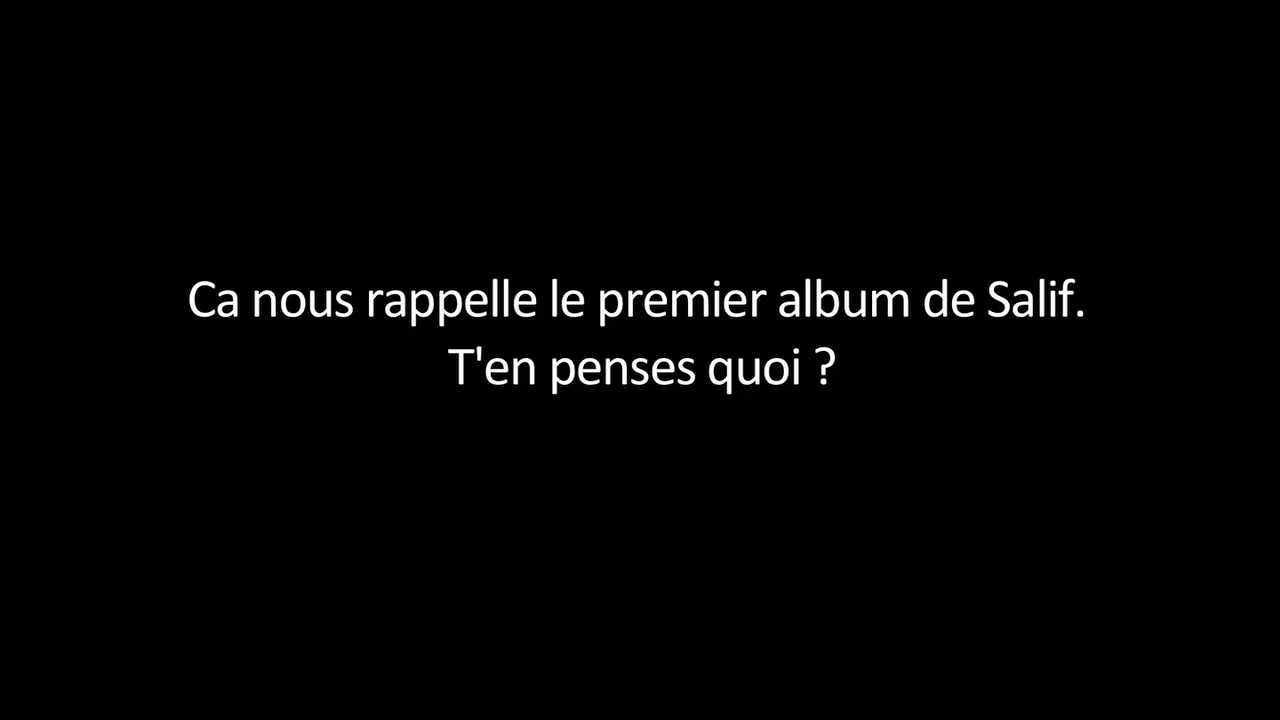 Ca nous rappelle le premier album de Salif.
T'en penses quoi ?